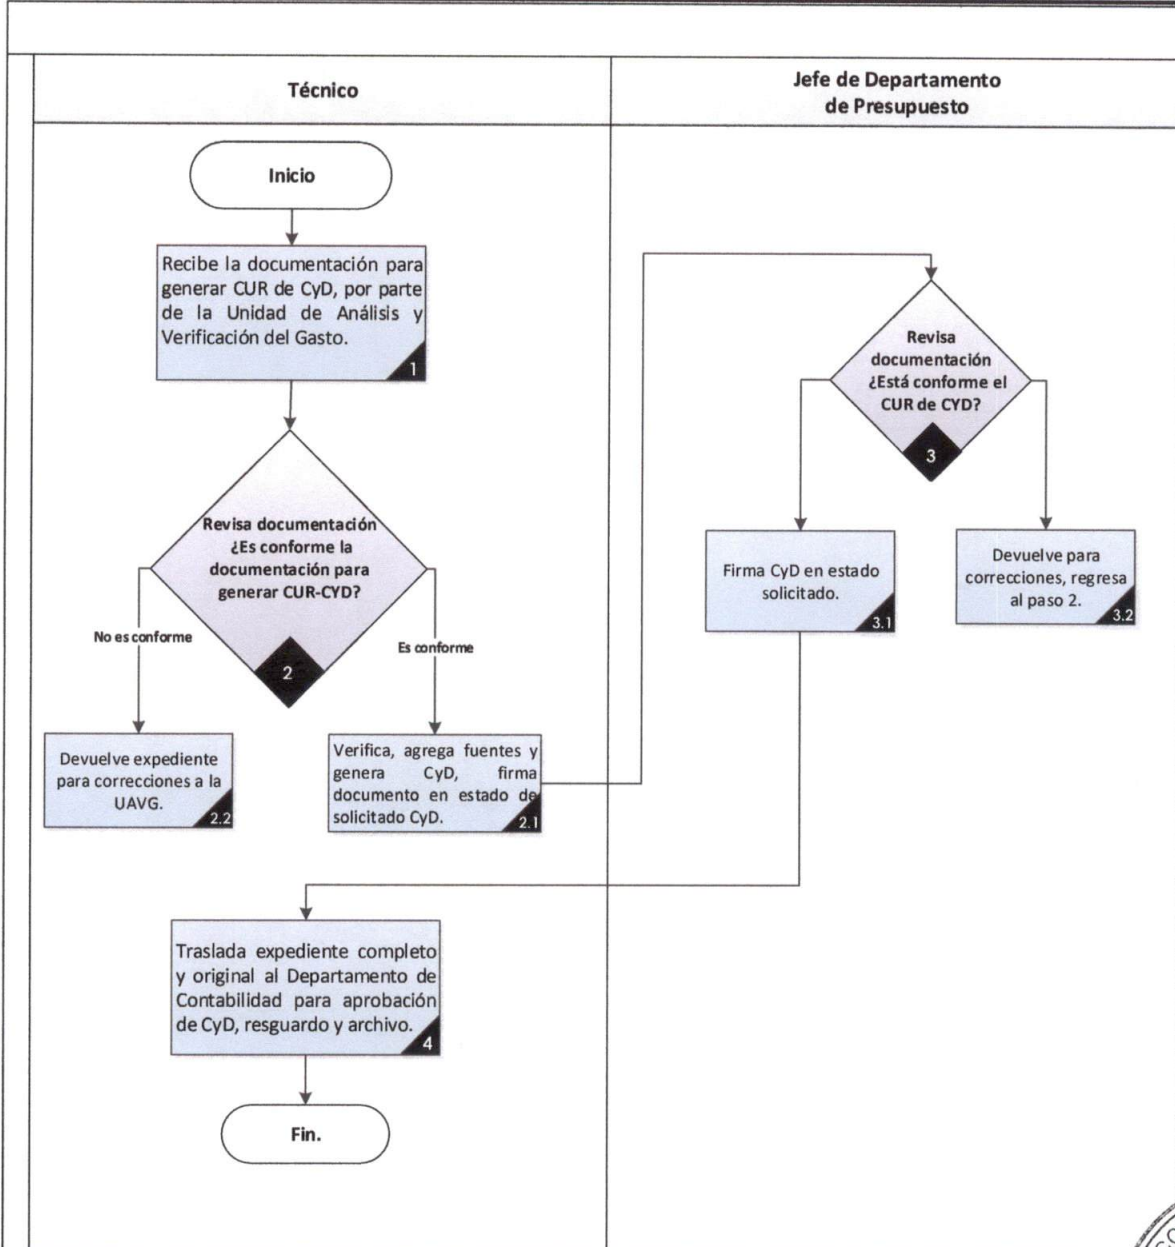 Técnico
Jefe de Departamento
de Presupuesto
Inicio
Recibe la documentación para
generar CUR de CyD, por parte
de la Unidad de Análisis y
Verificación del Gasto.
1
Revisa documentación
¿Es conforme la
documentación para
generar CUR-CYD?
2
No es conforme
Es conforme
Devuelve expediente
para correcciones a la
UAVG.
2.2
Verifica, agrega fuentes y
genera CyD, firma
documento en estado de
solicitado CyD.
2.1
Revisa
documentación
¿Está conforme el
CUR de CYD?
3
Firma CyD en estado
solicitado.
3.1
Devuelve para
correcciones, regresa
al paso 2.
3.2
Traslada expediente completo
y original al Departamento de
Contabilidad para aprobación
de CyD, resguardo y archivo.
4
Fin.